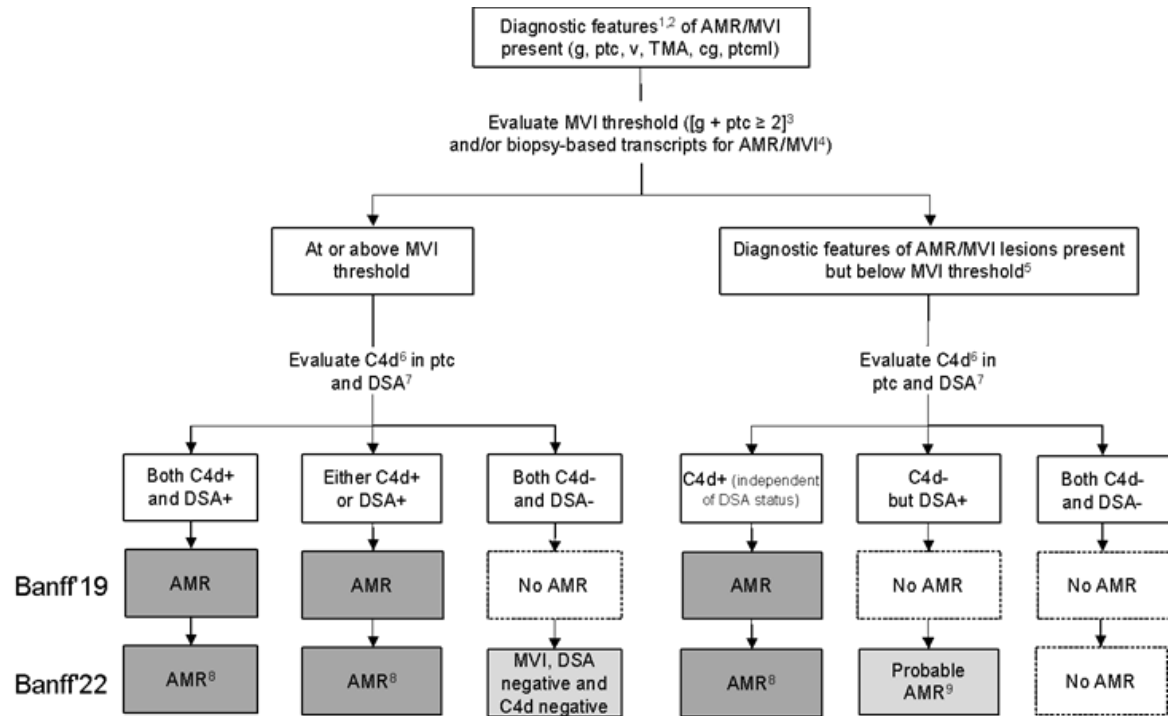 Diagnostic features1,2 of AMR/MVI
present (g, ptc, v, TMA, cg, ptcml)
Evaluate MVI threshold ([g + ptc ≥ 2]3
and/or biopsy-based transcripts for AMR/MVI4)
At or above MVI
threshold
Diagnostic features of AMR/MVI lesions present
but below MVI threshold5
Evaluate C4d6 in ptc
and DSA7
Evaluate C4d6 in
ptc and DSA7
Both C4d+
and DSA+
Either C4d+
or DSA+
Both C4d-
and DSA-
C4d+ (independent
of DSA status)
C4d-
but DSA+
Both C4d-
and DSA-
Banff'19
AMR
AMR
No AMR
AMR
No AMR
No AMR
Banff'22
AMR8
AMR8
MVI, DSA
negative and
C4d negative
AMR8
Probable
AMR9
No AMR